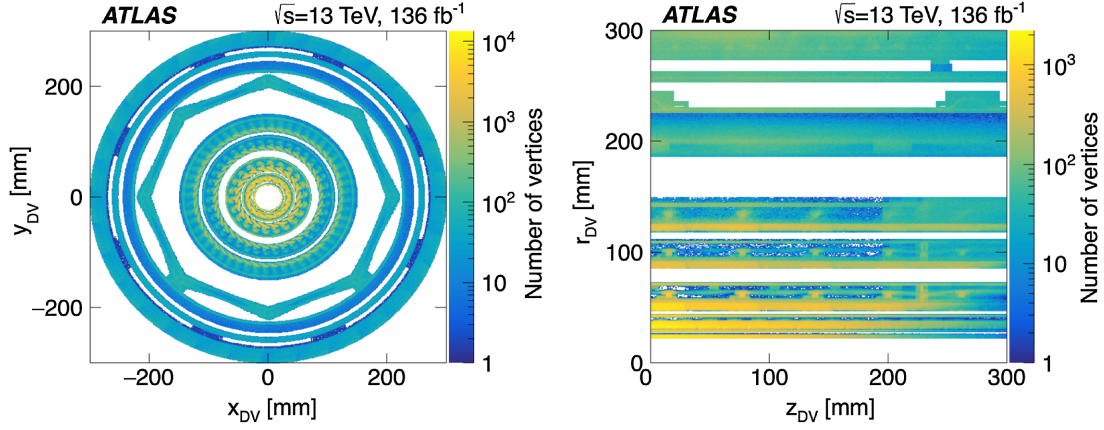 ATLAS √s=13 TeV, 136 fb⁻¹
y_DV [mm]
200
0
−200
−200 0 200
x_DV [mm]
10⁴
10³
10²
10
1
Number of vertices
ATLAS √s=13 TeV, 136 fb⁻¹
r_DV [mm]
300
200
100
0
0 100 200 300
z_DV [mm]
10³
10²
10
1
Number of vertices